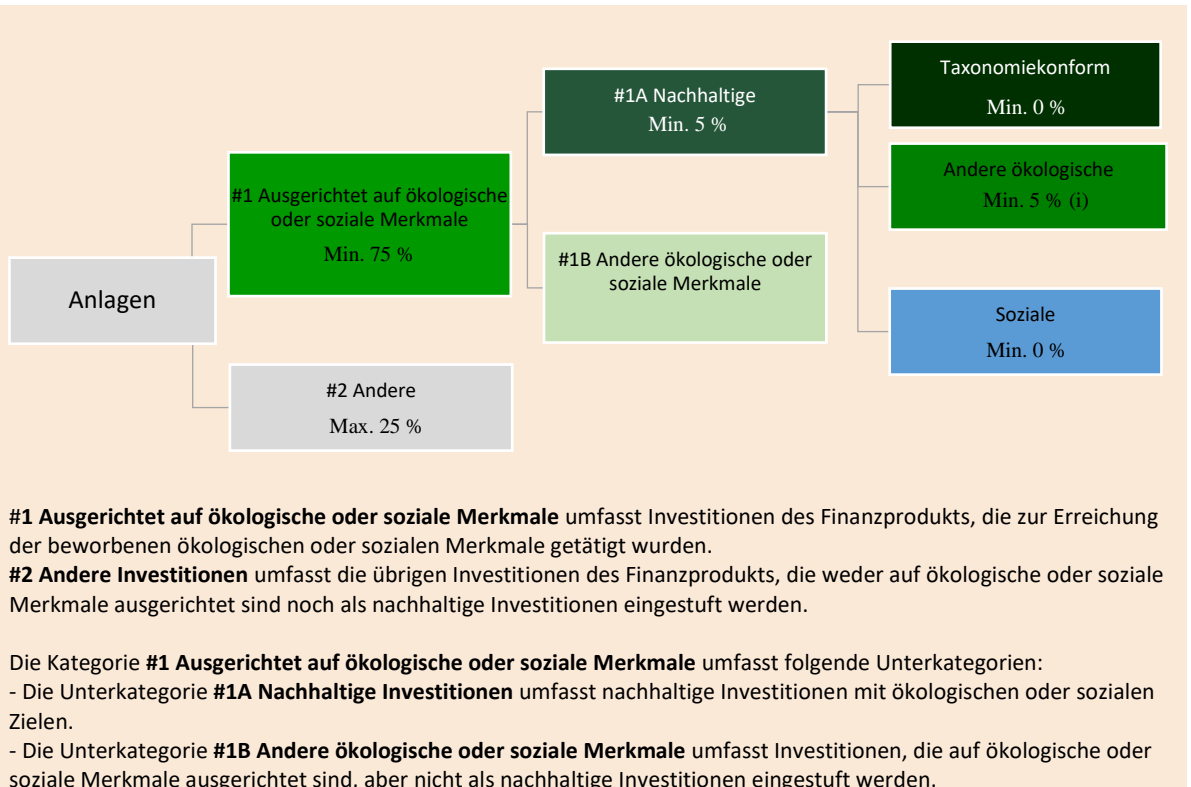 Anlagen
#1 Ausgerichtet auf ökologische
oder soziale Merkmale
Min. 75 %
#2 Andere
Max. 25 %
#1A Nachhaltige
Min. 5 %
#1B Andere ökologische oder
soziale Merkmale
Taxonomiekonform
Min. 0 %
Andere ökologische
Min. 5 % (i)
Soziale
Min. 0 %
#1 Ausgerichtet auf ökologische oder soziale Merkmale umfasst Investitionen des Finanzprodukts, die zur Erreichung
der beworbenen ökologischen oder sozialen Merkmale getätigt wurden.
#2 Andere Investitionen umfasst die übrigen Investitionen des Finanzprodukts, die weder auf ökologische oder soziale
Merkmale ausgerichtet sind noch als nachhaltige Investitionen eingestuft werden.
Die Kategorie #1 Ausgerichtet auf ökologische oder soziale Merkmale umfasst folgende Unterkategorien:
- Die Unterkategorie #1A Nachhaltige Investitionen umfasst nachhaltige Investitionen mit ökologischen oder sozialen
Zielen.
- Die Unterkategorie #1B Andere ökologische oder soziale Merkmale umfasst Investitionen, die auf ökologische oder
soziale Merkmale ausgerichtet sind, aber nicht als nachhaltige Investitionen eingestuft werden.